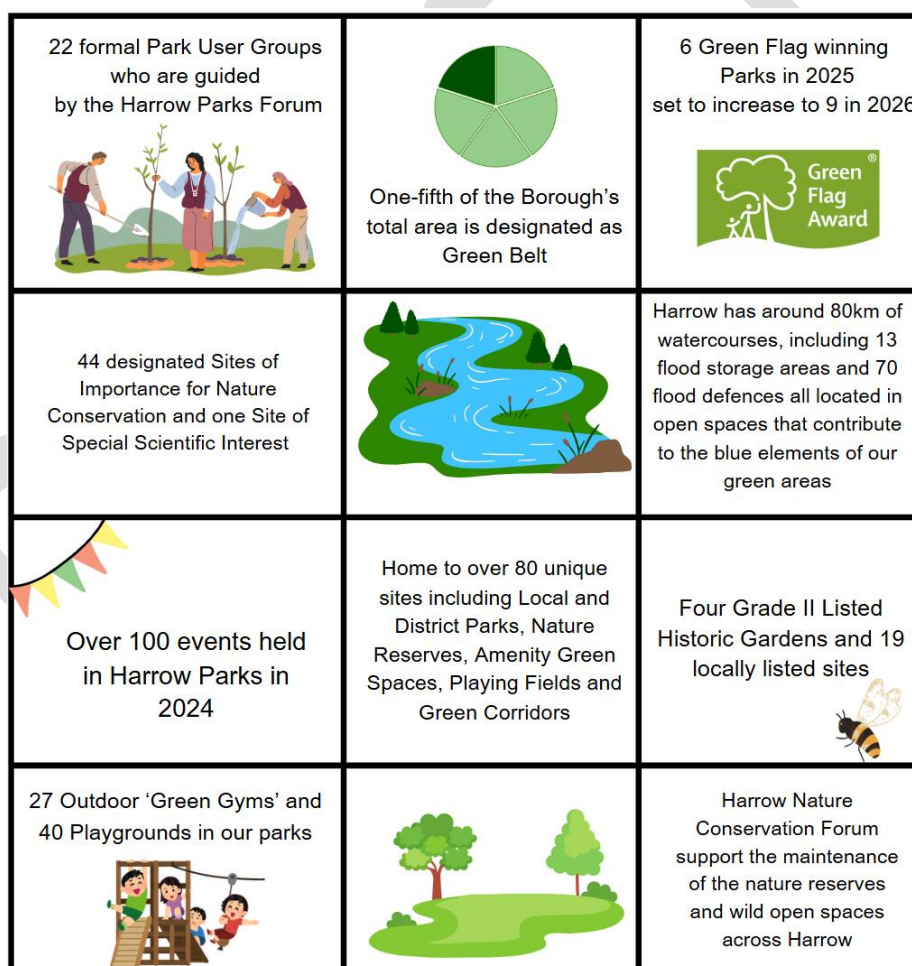 22 formal Park User Groups
who are guided
by the Harrow Parks Forum
One-fifth of the Borough's
total area is designated as
Green Belt
6 Green Flag winning
Parks in 2025
set to increase to 9 in 2026
Green
Flag
Award
®
44 designated Sites of
Importance for Nature
Conservation and one Site of
Special Scientific Interest
Harrow has around 80km of
watercourses, including 13
flood storage areas and 70
flood defences all located in
open spaces that contribute
to the blue elements of our
green areas
Over 100 events held
in Harrow Parks in
2024
Home to over 80 unique
sites including Local and
District Parks, Nature
Reserves, Amenity Green
Spaces, Playing Fields and
Green Corridors
Four Grade II Listed
Historic Gardens and 19
locally listed sites
27 Outdoor ‘Green Gyms’ and
40 Playgrounds in our parks
Harrow Nature
Conservation Forum
support the maintenance
of the nature reserves
and wild open spaces
across Harrow